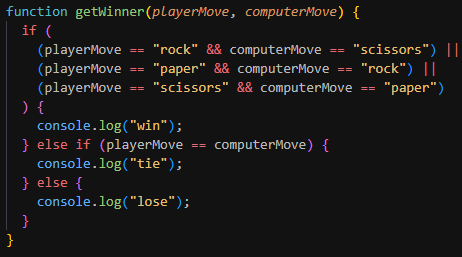 function getWinner(playerMove, computerMove) {
  if (
    (playerMove == "rock" && computerMove == "scissors") ||
    (playerMove == "paper" && computerMove == "rock") ||
    (playerMove == "scissors" && computerMove == "paper")
  ) {
    console.log("win");
  } else if (playerMove == computerMove) {
    console.log("tie");
  } else {
    console.log("lose");
  }
}